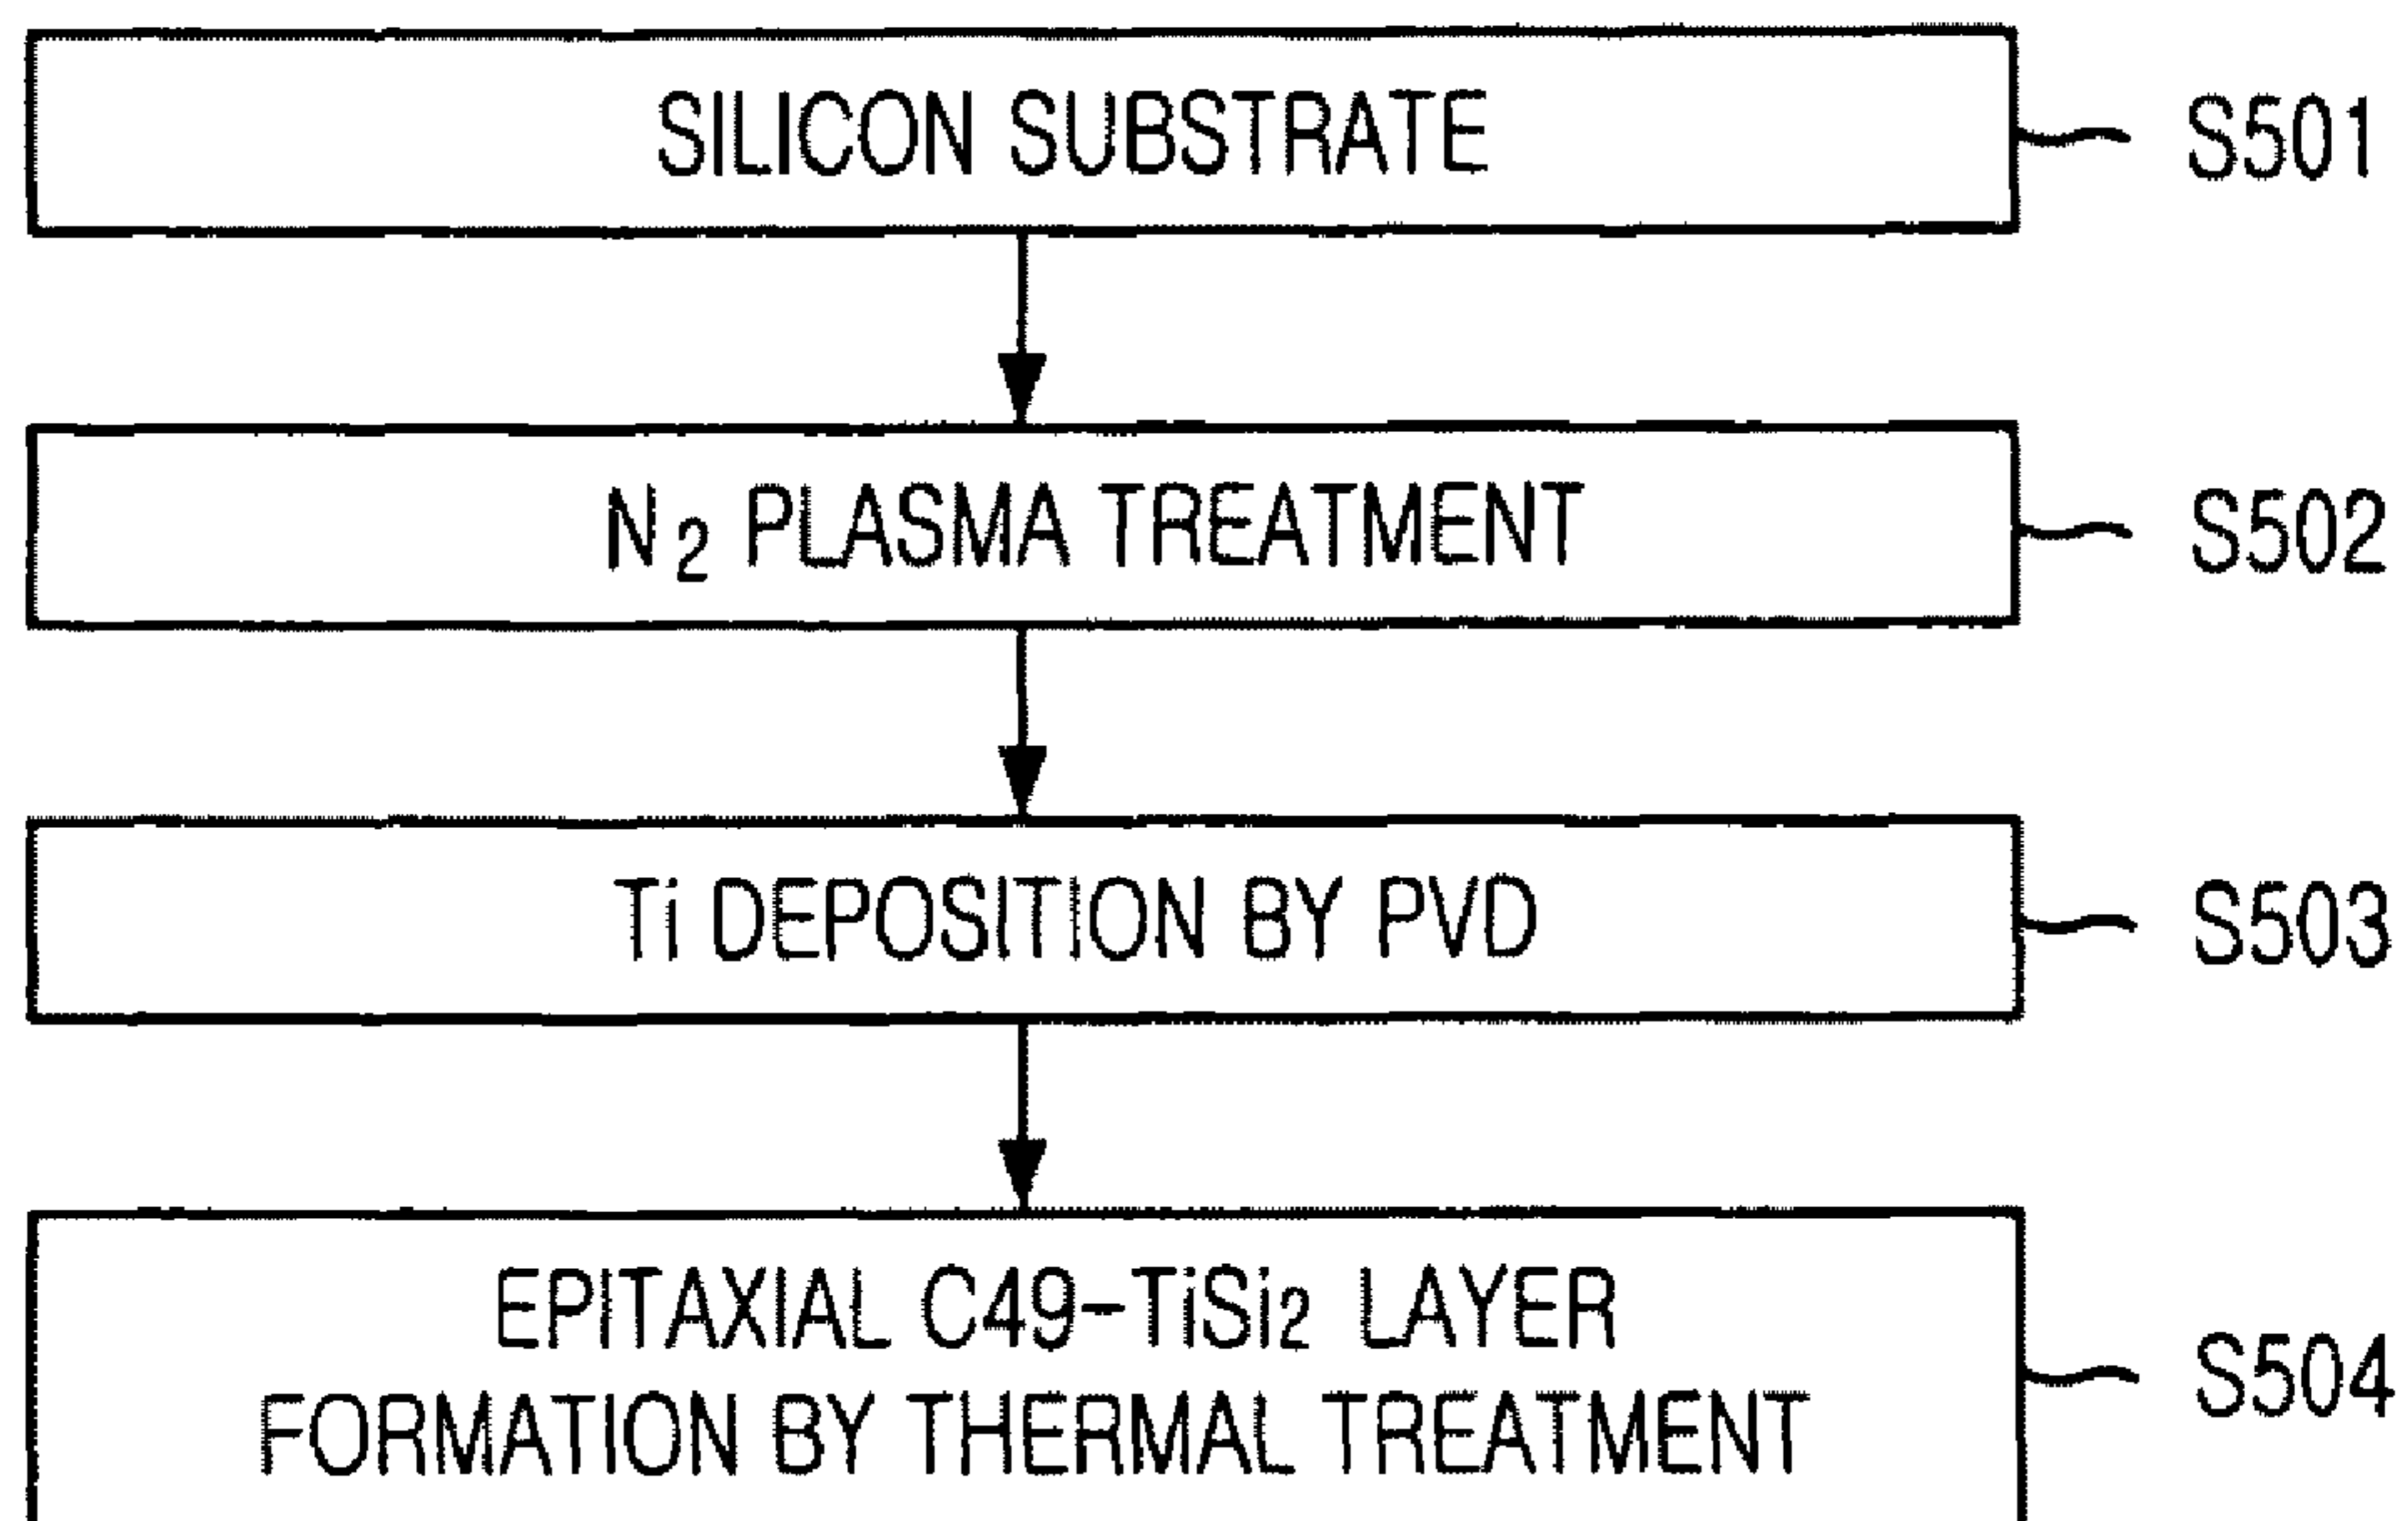 SILICON SUBSTRATE
S501
N₂ PLASMA TREATMENT
S502
Ti DEPOSITION BY PVD
S503
EPITAXIAL C49-TiSi₂ LAYER
FORMATION BY THERMAL TREATMENT
S504